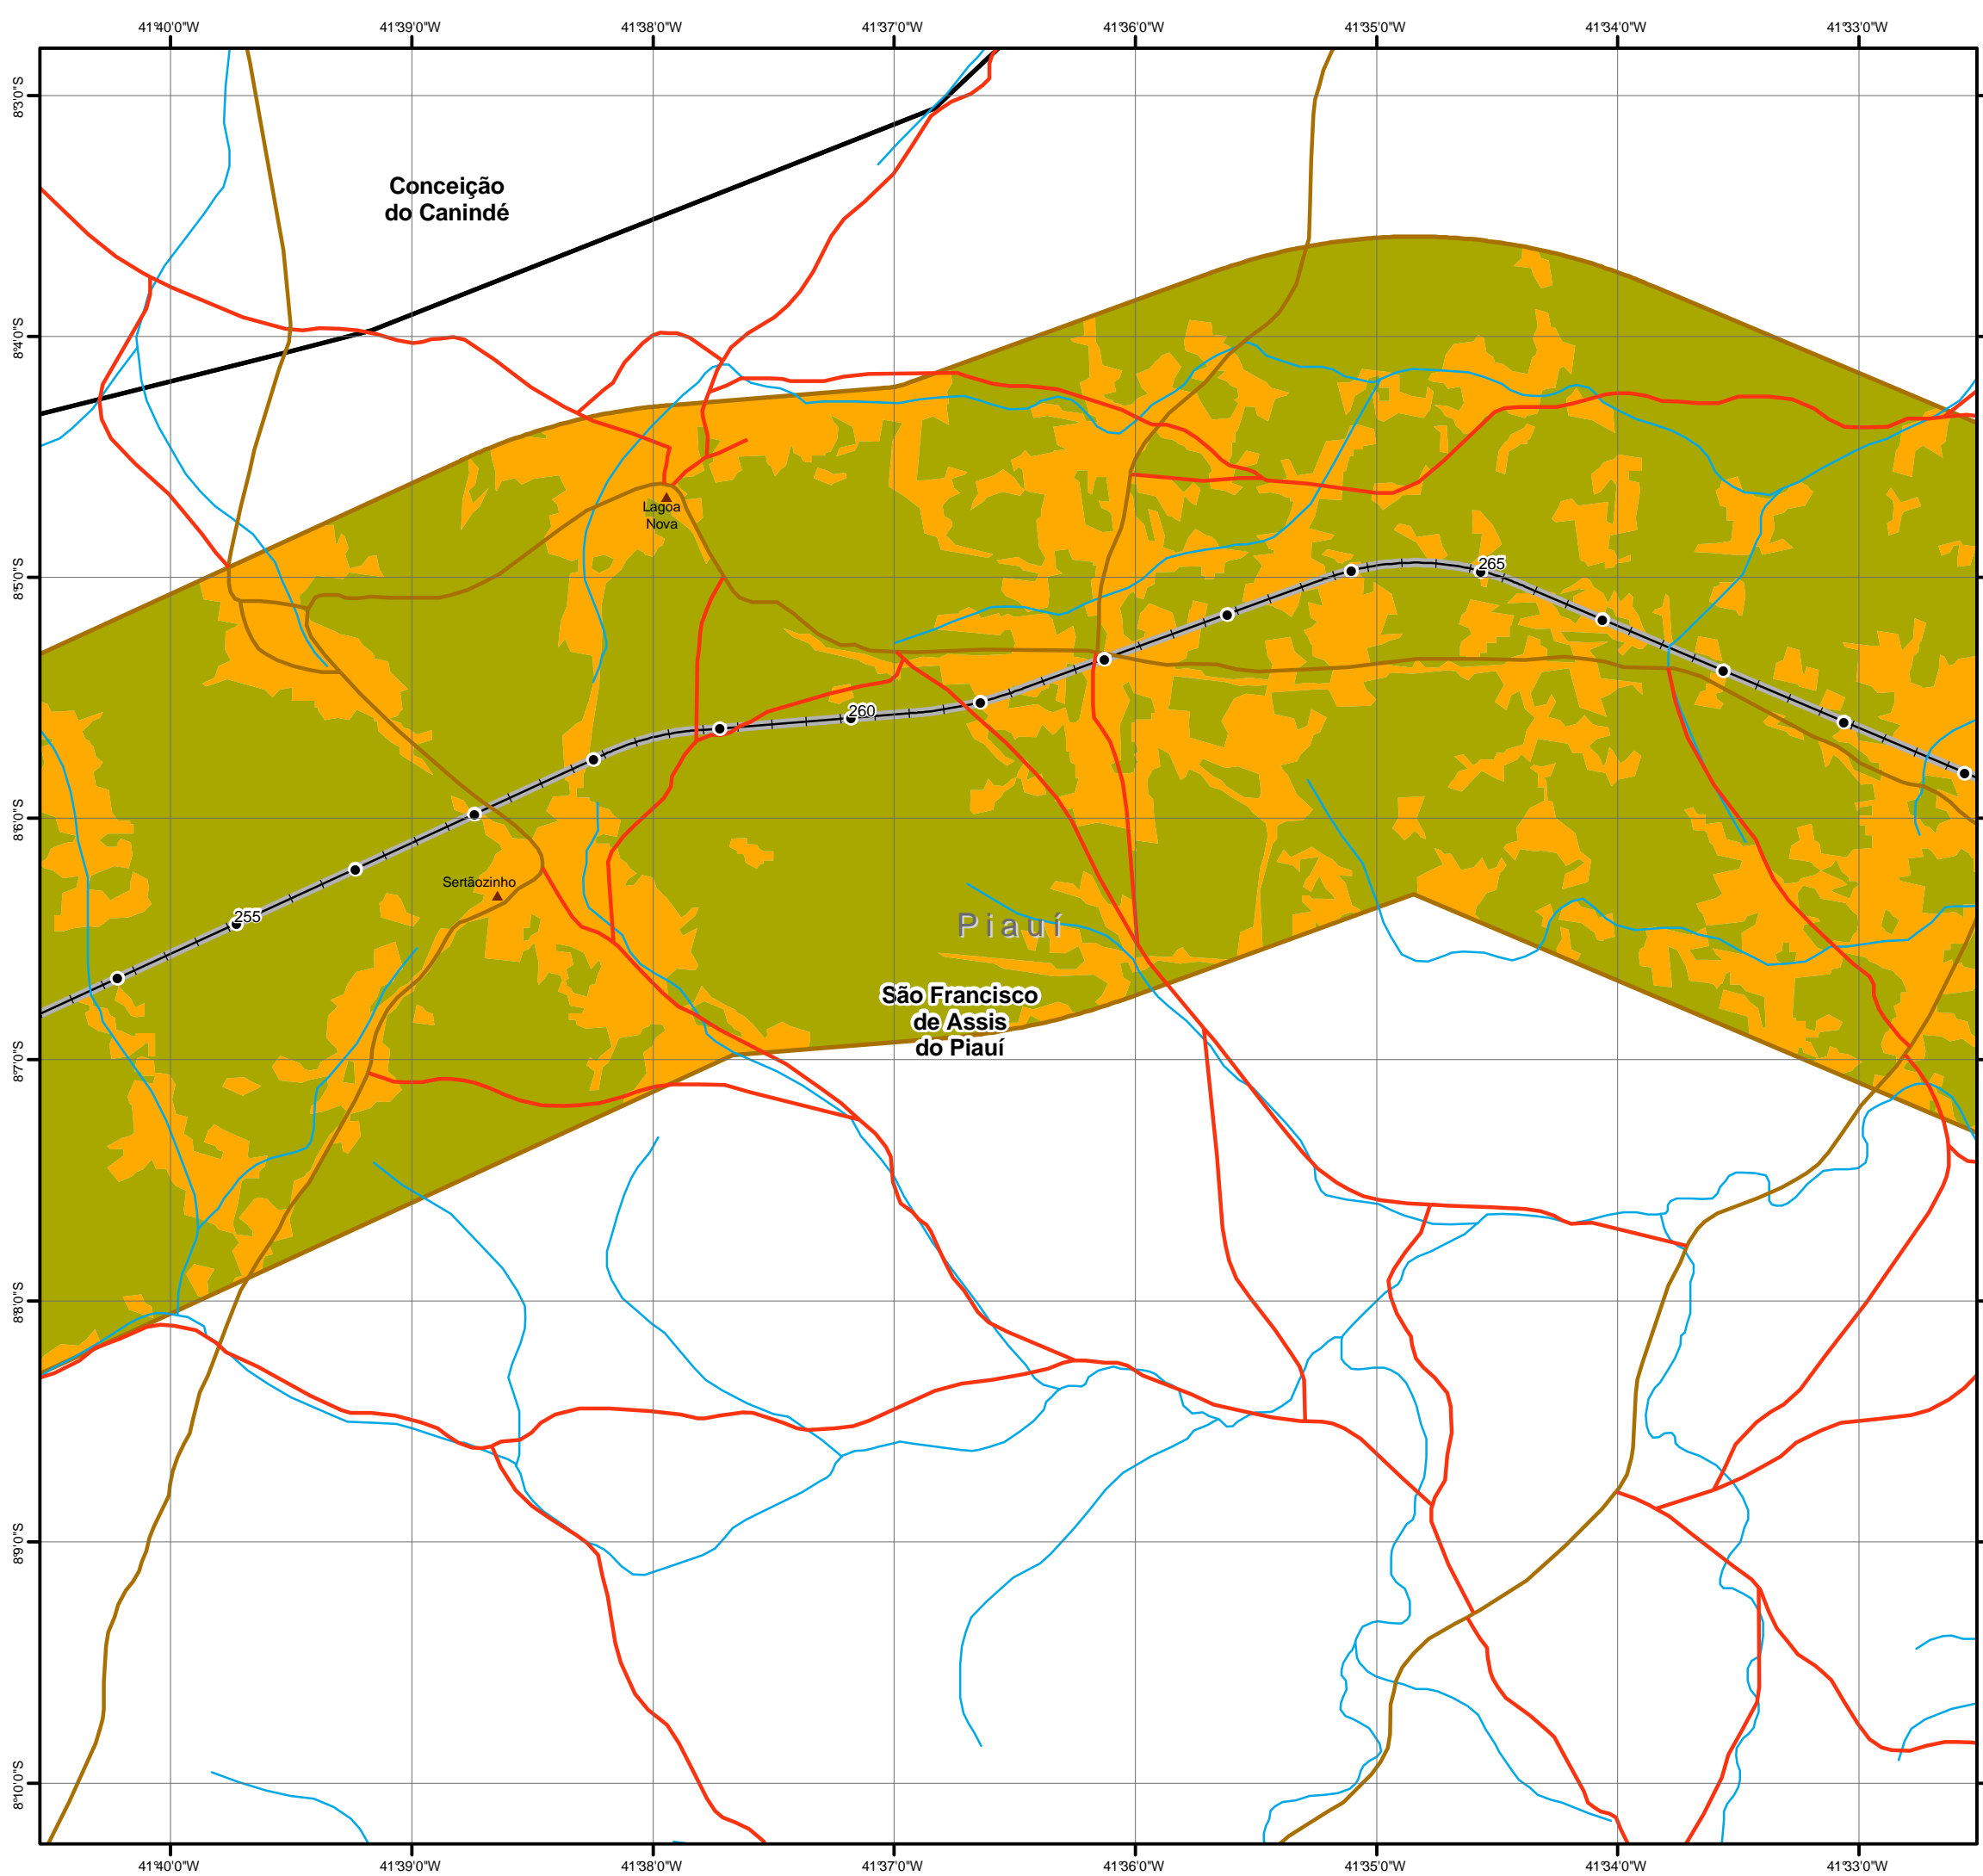 41°40'0"W 41°39'0"W 41°38'0"W 41°37'0"W 41°36'0"W 41°35'0"W 41°34'0"W 41°33'0"W
8°3'0"S
Conceição
do Canindé
8°4'0"S
Lagoa
Nova
8°5'0"S
265
260
8°6'0"S
Sertãozinho
255
Piauí
São Francisco
de Assis
do Piauí
8°7'0"S
8°8'0"S
8°9'0"S
8°10'0"S
41°40'0"W 41°39'0"W 41°38'0"W 41°37'0"W 41°36'0"W 41°35'0"W 41°34'0"W 41°33'0"W